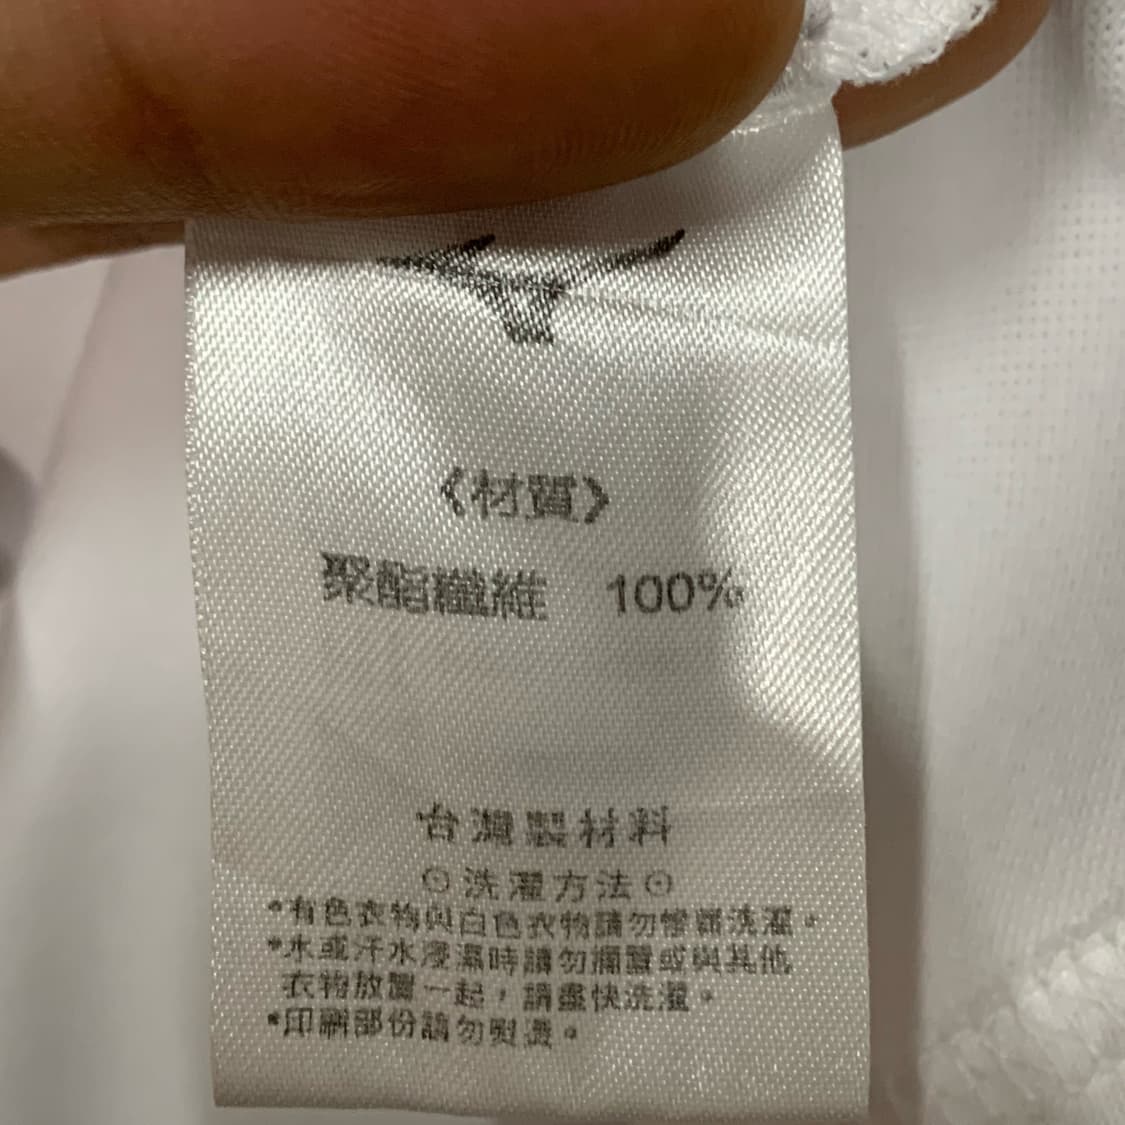 《材質》
聚酯纖維 100%
台灣製材料
⊙洗濯方法⊙
*有色衣物與白色衣物請勿摻雜洗濯。
*水或汗水浸濕時請勿擱置或與其他
衣物放置一起，請盡快洗濯。
*印刷部份請勿熨燙。